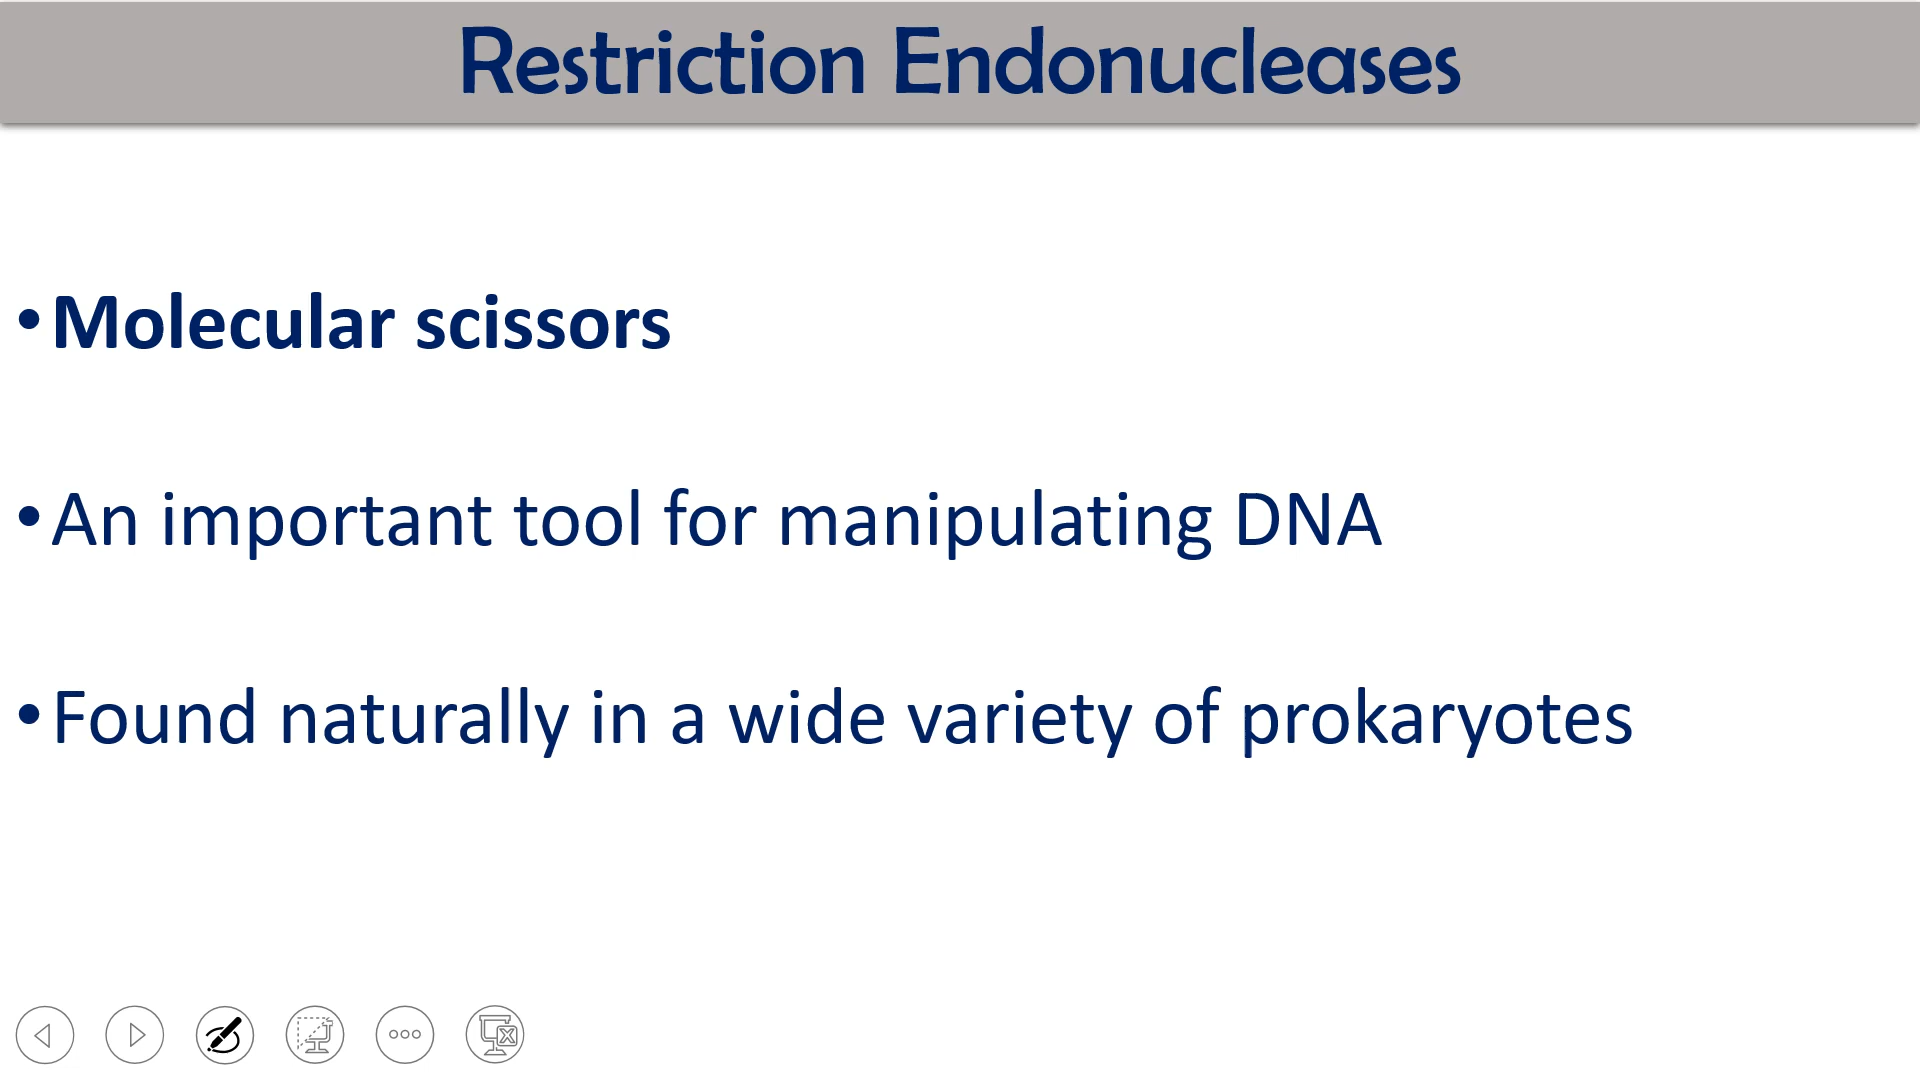 Restriction Endonucleases
•Molecular scissors
•An important tool for manipulating DNA
•Found naturally in a wide variety of prokaryotes